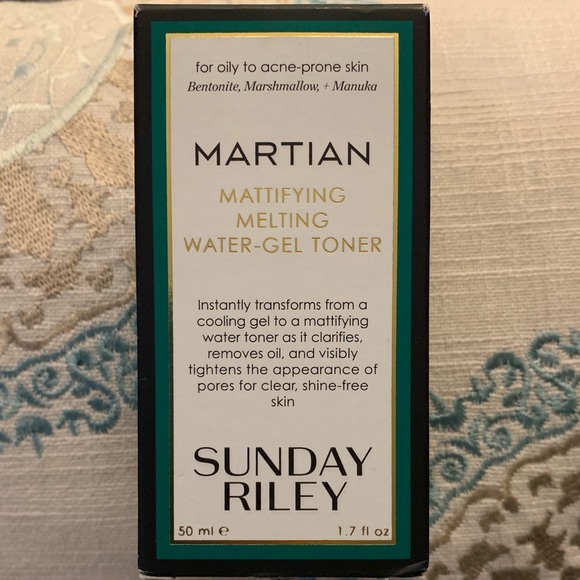 for oily to acne-prone skin
Bentonite, Marshmallow, + Manuka
MARTIAN
MATTIFYING
MELTING
WATER-GEL TONER
Instantly transforms from a
cooling gel to a mattifying
water toner as it clarifies,
removes oil, and visibly
tightens the appearance of
pores for clear, shine-free
skin
SUNDAY
RILEY
50 ml ℮ 1.7 fl oz